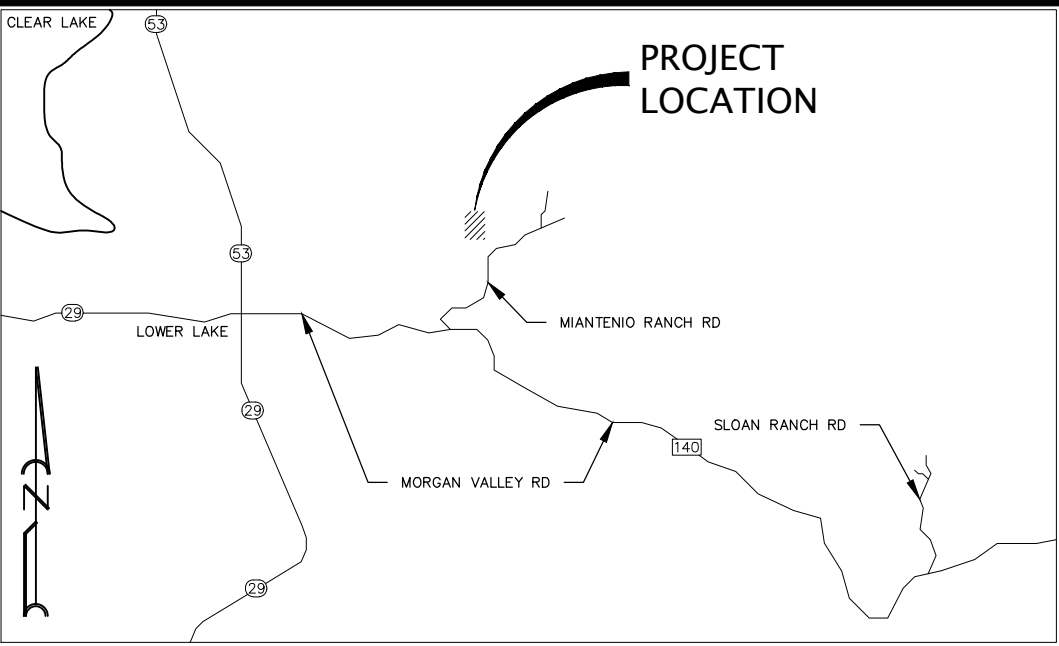 CLEAR LAKE
53
PROJECT
LOCATION
53
29
LOWER LAKE
MIANTENIO RANCH RD
29
SLOAN RANCH RD
140
MORGAN VALLEY RD
N
29